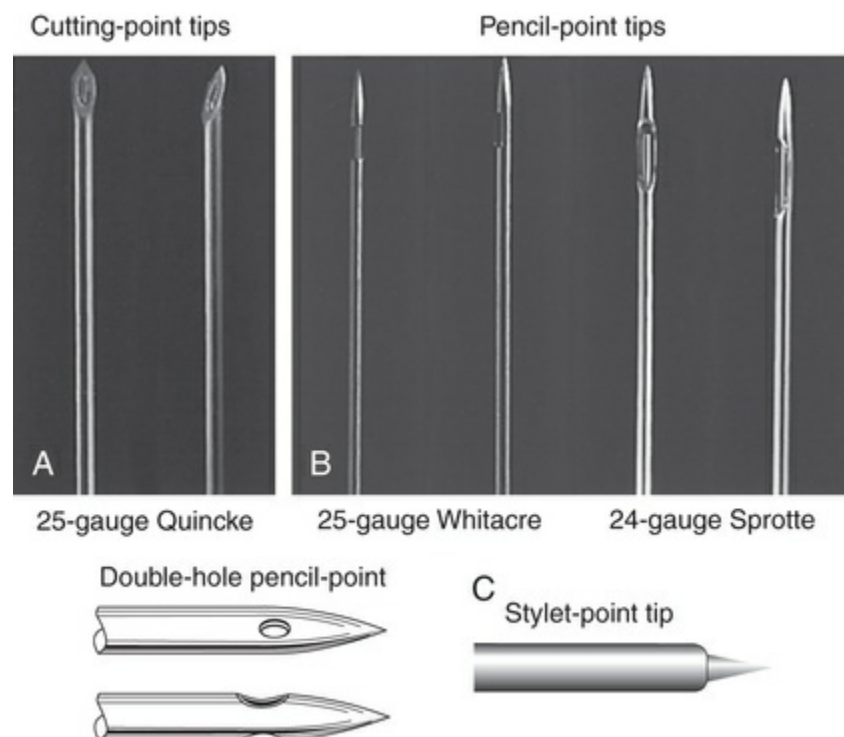 Cutting-point tips
Pencil-point tips
A
B
25-gauge Quincke
25-gauge Whitacre
24-gauge Sprotte
Double-hole pencil-point
C
Stylet-point tip